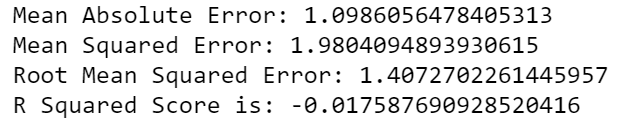 Mean Absolute Error: 1.0986056478405313
Mean Squared Error: 1.9804094893930615
Root Mean Squared Error: 1.4072702261445957
R Squared Score is: -0.017587690928520416